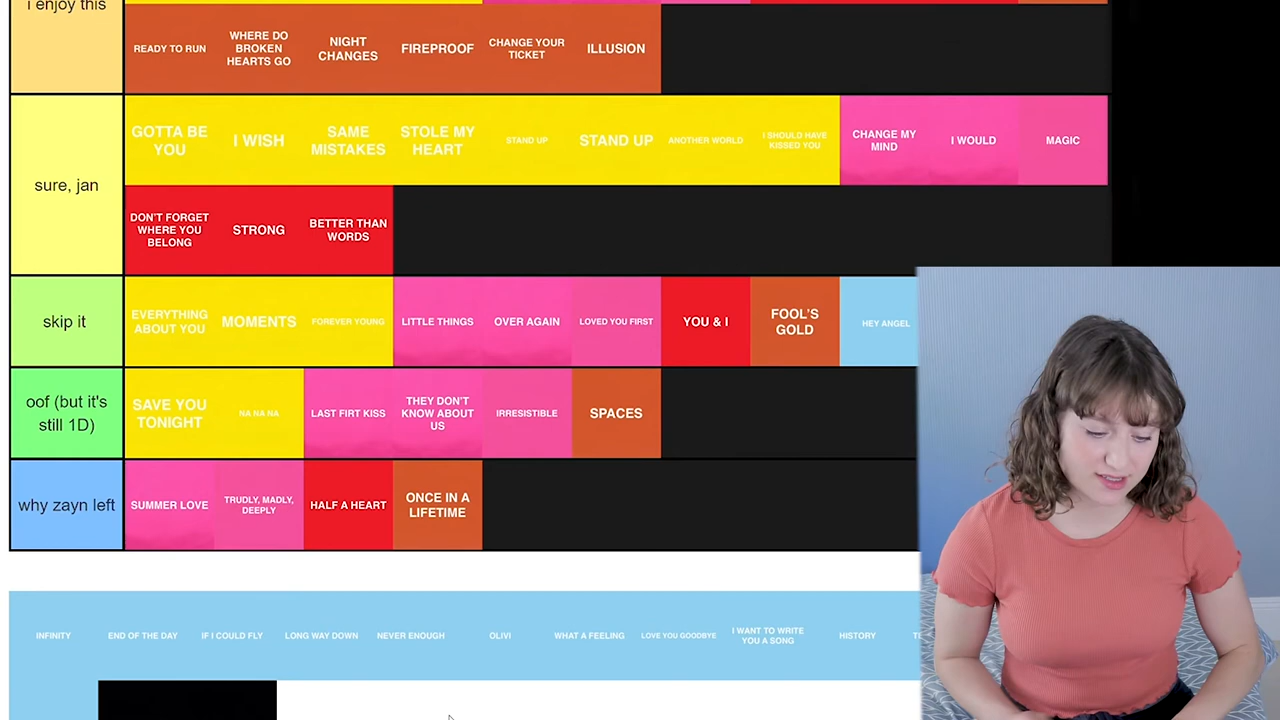 i enjoy this
READY TO RUN
WHERE DO
BROKEN
HEARTS GO
NIGHT
CHANGES
FIREPROOF
CHANGE YOUR
TICKET
ILLUSION
sure, jan
GOTTA BE
YOU
I WISH
SAME
MISTAKES
STOLE MY
HEART
STAND UP
STAND UP
ANOTHER WORLD
I SHOULD HAVE
KISSED YOU
CHANGE MY
MIND
I WOULD
MAGIC
DON'T FORGET
WHERE YOU
BELONG
STRONG
BETTER THAN
WORDS
skip it
EVERYTHING
ABOUT YOU
MOMENTS
FOREVER YOUNG
LITTLE THINGS
OVER AGAIN
LOVED YOU FIRST
YOU & I
FOOL'S
GOLD
HEY ANGEL
oof (but it's
still 1D)
SAVE YOU
TONIGHT
NA NA NA
LAST FIRT KISS
THEY DON'T
KNOW ABOUT
US
IRRESISTIBLE
SPACES
why zayn left
SUMMER LOVE
TRUDLY, MADLY,
DEEPLY
HALF A HEART
ONCE IN A
LIFETIME
INFINITY
END OF THE DAY
IF I COULD FLY
LONG WAY DOWN
NEVER ENOUGH
OLIVI
WHAT A FEELING
LOVE YOU GOODBYE
I WANT TO WRITE
YOU A SONG
HISTORY